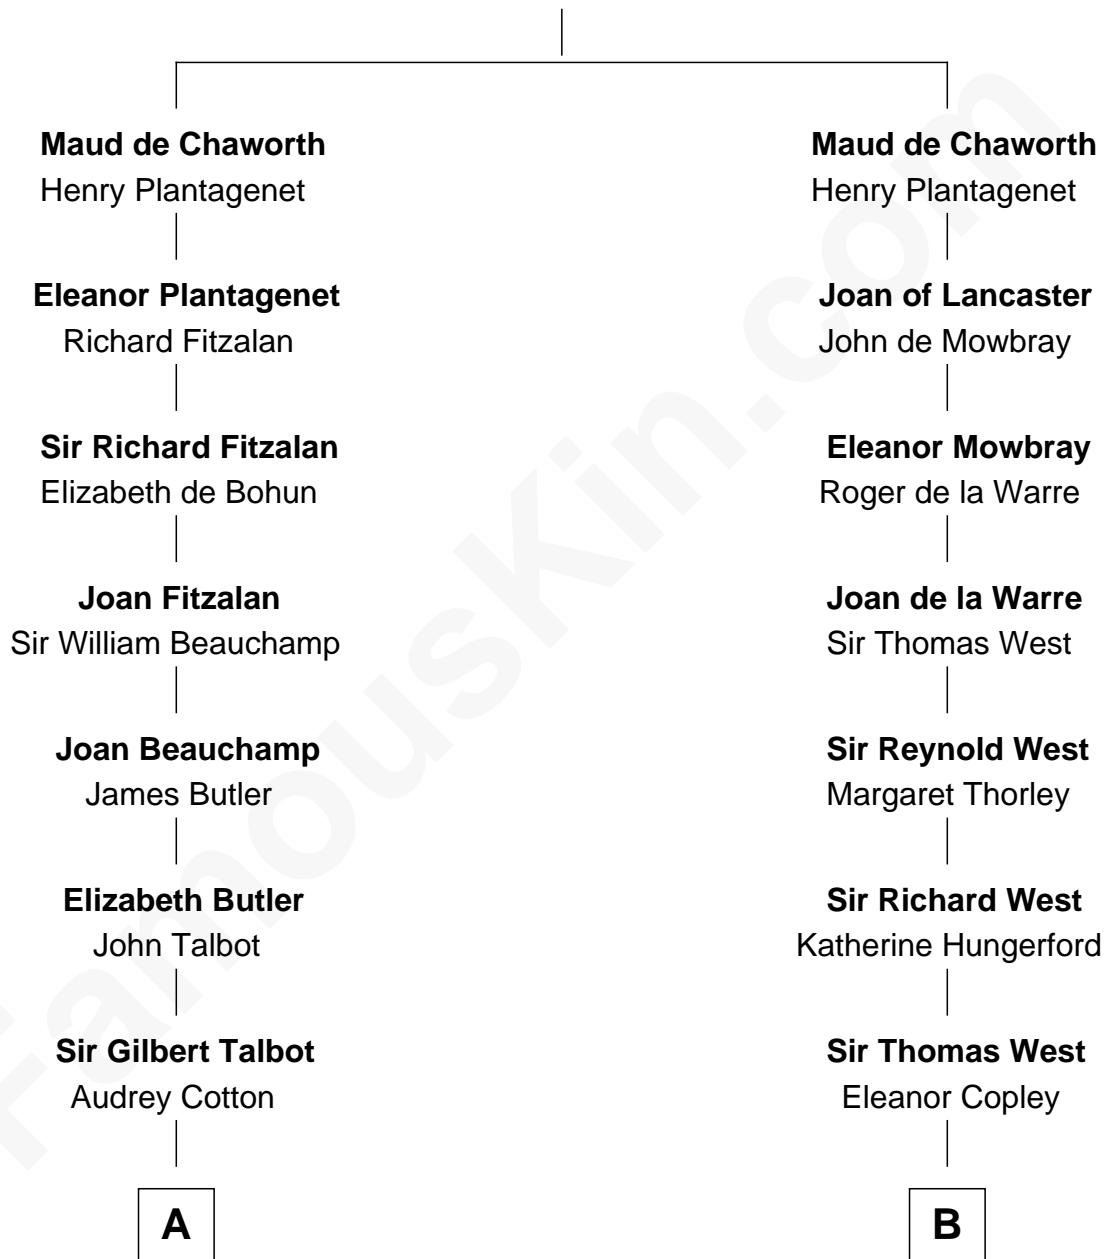 Maud de Chaworth
Henry Plantagenet
Eleanor Plantagenet
Richard Fitzalan
Sir Richard Fitzalan
Elizabeth de Bohun
Joan Fitzalan
Sir William Beauchamp
Joan Beauchamp
James Butler
Elizabeth Butler
John Talbot
Sir Gilbert Talbot
Audrey Cotton
A
Maud de Chaworth
Henry Plantagenet
Joan of Lancaster
John de Mowbray
Eleanor Mowbray
Roger de la Warre
Joan de la Warre
Sir Thomas West
Sir Reynold West
Margaret Thorley
Sir Richard West
Katherine Hungerford
Sir Thomas West
Eleanor Copley
B
FamousKin.com